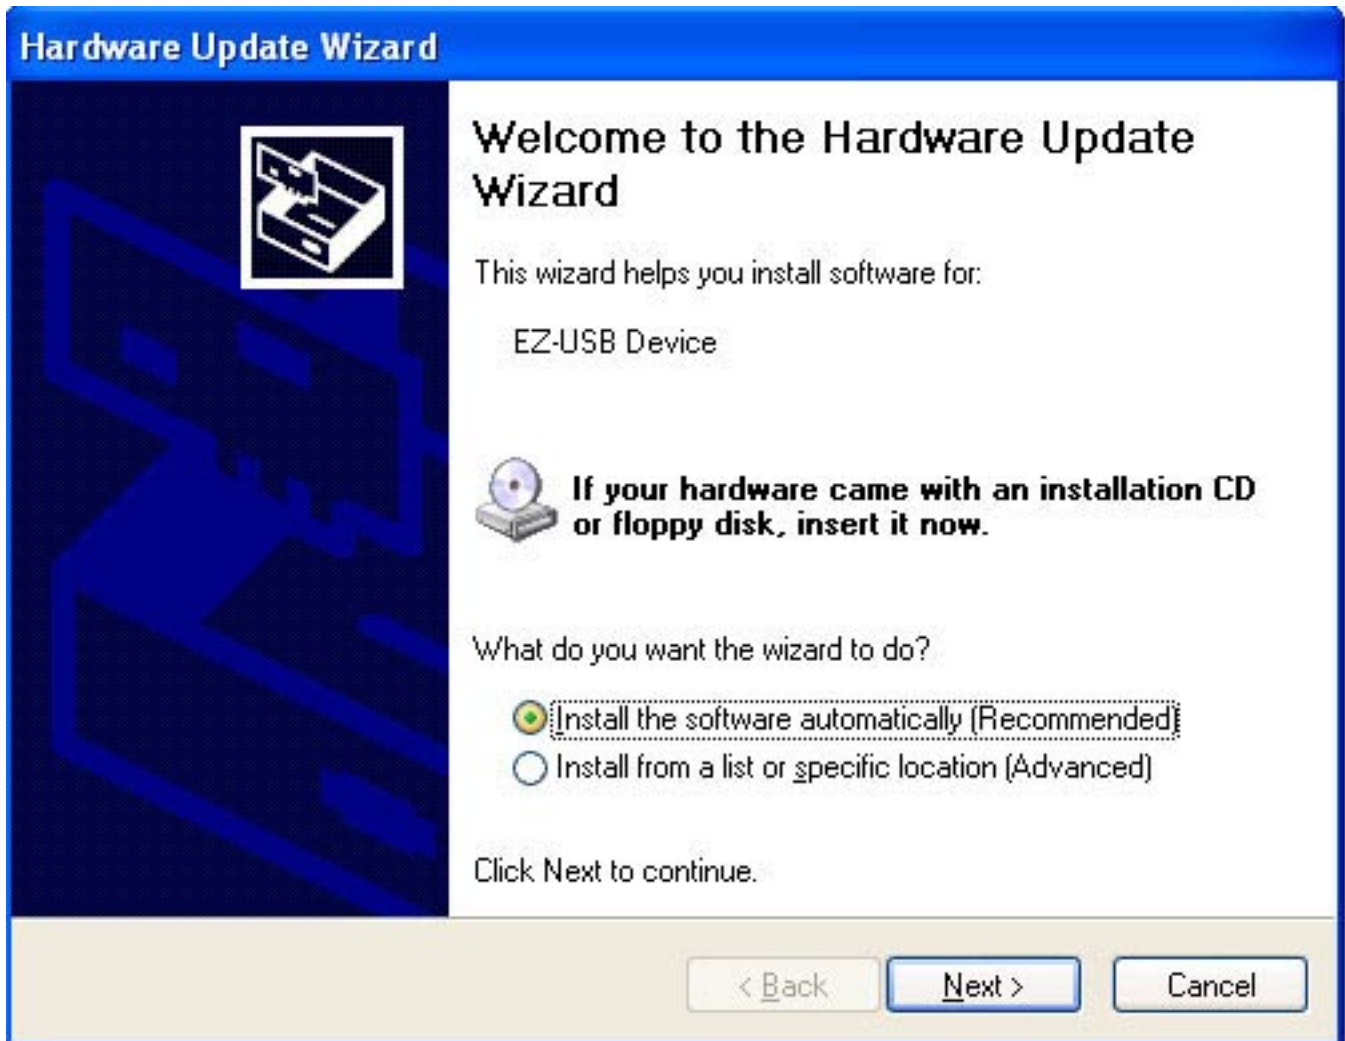 Hardware Update Wizard
Welcome to the Hardware Update
Wizard
This wizard helps you install software for:
EZ-USB Device
If your hardware came with an installation CD
or floppy disk, insert it now.
What do you want the wizard to do?
Install the software automatically (Recommended)
Install from a list or specific location (Advanced)
Click Next to continue.
< Back Next > Cancel